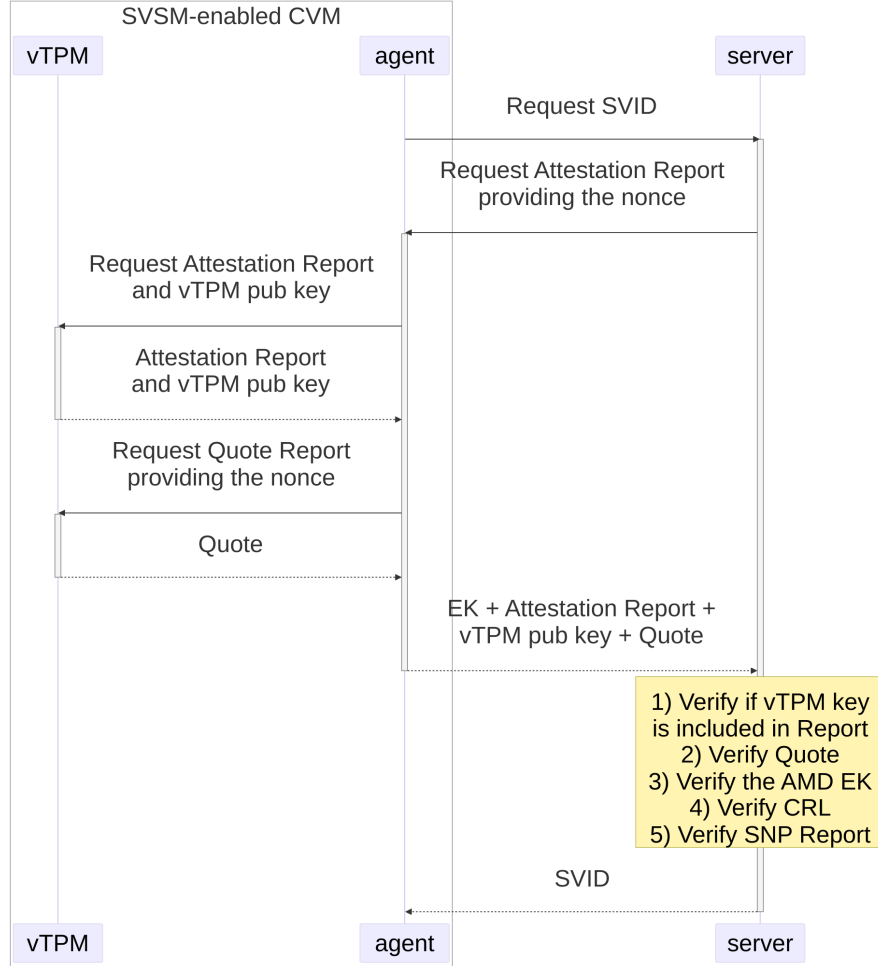 SVSM-enabled CVM
vTPM
agent
server
Request SVID
Request Attestation Report
providing the nonce
Request Attestation Report
and vTPM pub key
Attestation Report
and vTPM pub key
Request Quote Report
providing the nonce
Quote
EK + Attestation Report +
vTPM pub key + Quote
1) Verify if vTPM key
is included in Report
2) Verify Quote
3) Verify the AMD EK
4) Verify CRL
5) Verify SNP Report
SVID
vTPM
agent
server